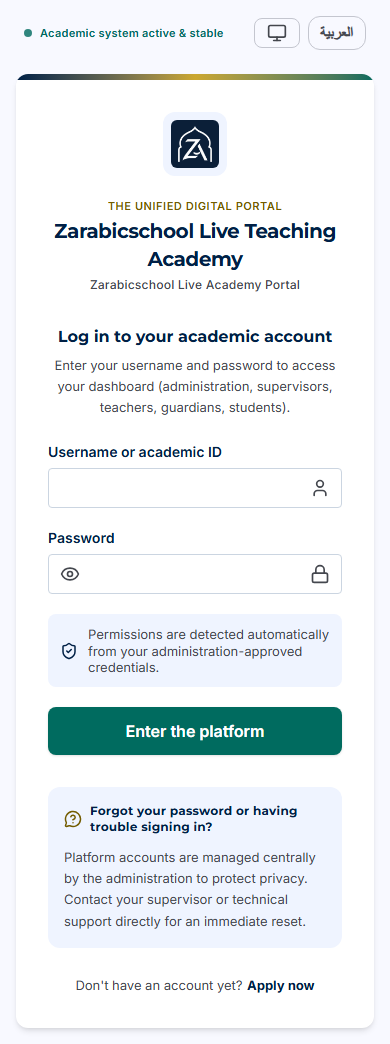 Academic system active & stable
العربية
ZA
THE UNIFIED DIGITAL PORTAL
Zarabicschool Live Teaching
Academy
Zarabicschool Live Academy Portal
Log in to your academic account
Enter your username and password to access
your dashboard (administration, supervisors,
teachers, guardians, students).
Username or academic ID
Password
Permissions are detected automatically
from your administration-approved
credentials.
Enter the platform
Forgot your password or having
trouble signing in?
Platform accounts are managed centrally
by the administration to protect privacy.
Contact your supervisor or technical
support directly for an immediate reset.
Don't have an account yet? Apply now